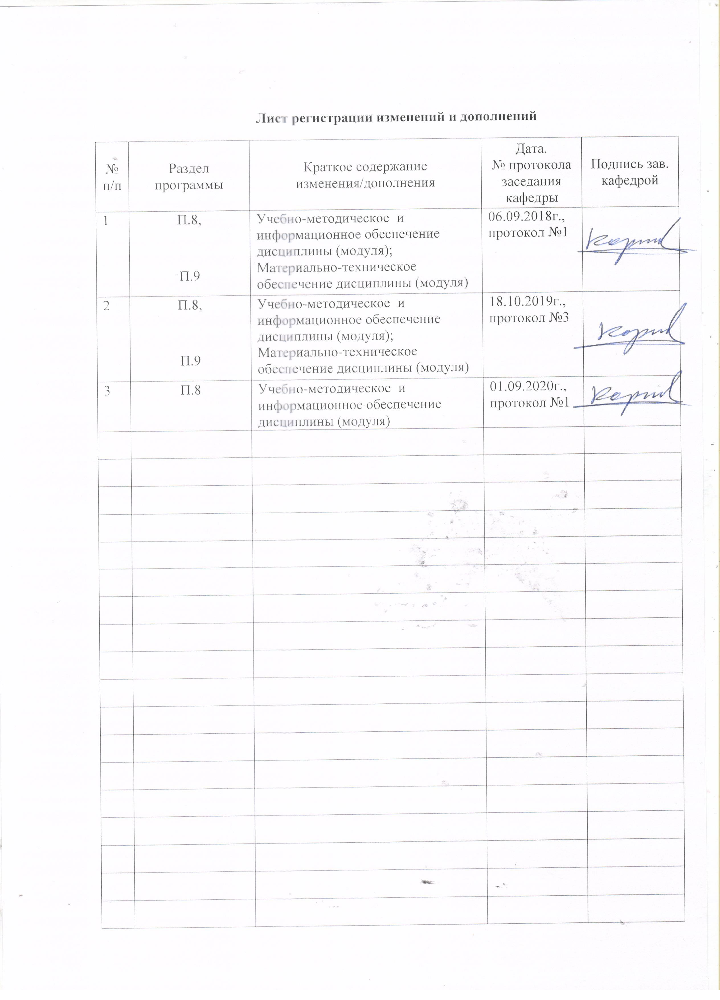 Лист регистрации изменений и дополнений
№
п/п
Раздел
программы
Краткое содержание
изменения/дополнения
Дата.
№ протокола
заседания
кафедры
Подпись зав.
кафедрой
1
П.8,
П.9
Учебно-методическое и
информационное обеспечение
дисциплины (модуля);
Материально-техническое
обеспечение дисциплины (модуля)
06.09.2018г.,
протокол №1
2
П.8,
П.9
Учебно-методическое и
информационное обеспечение
дисциплины (модуля);
Материально-техническое
обеспечение дисциплины (модуля)
18.10.2019г.,
протокол №3
3
П.8
Учебно-методическое и
информационное обеспечение
дисциплины (модуля)
01.09.2020г.,
протокол №1